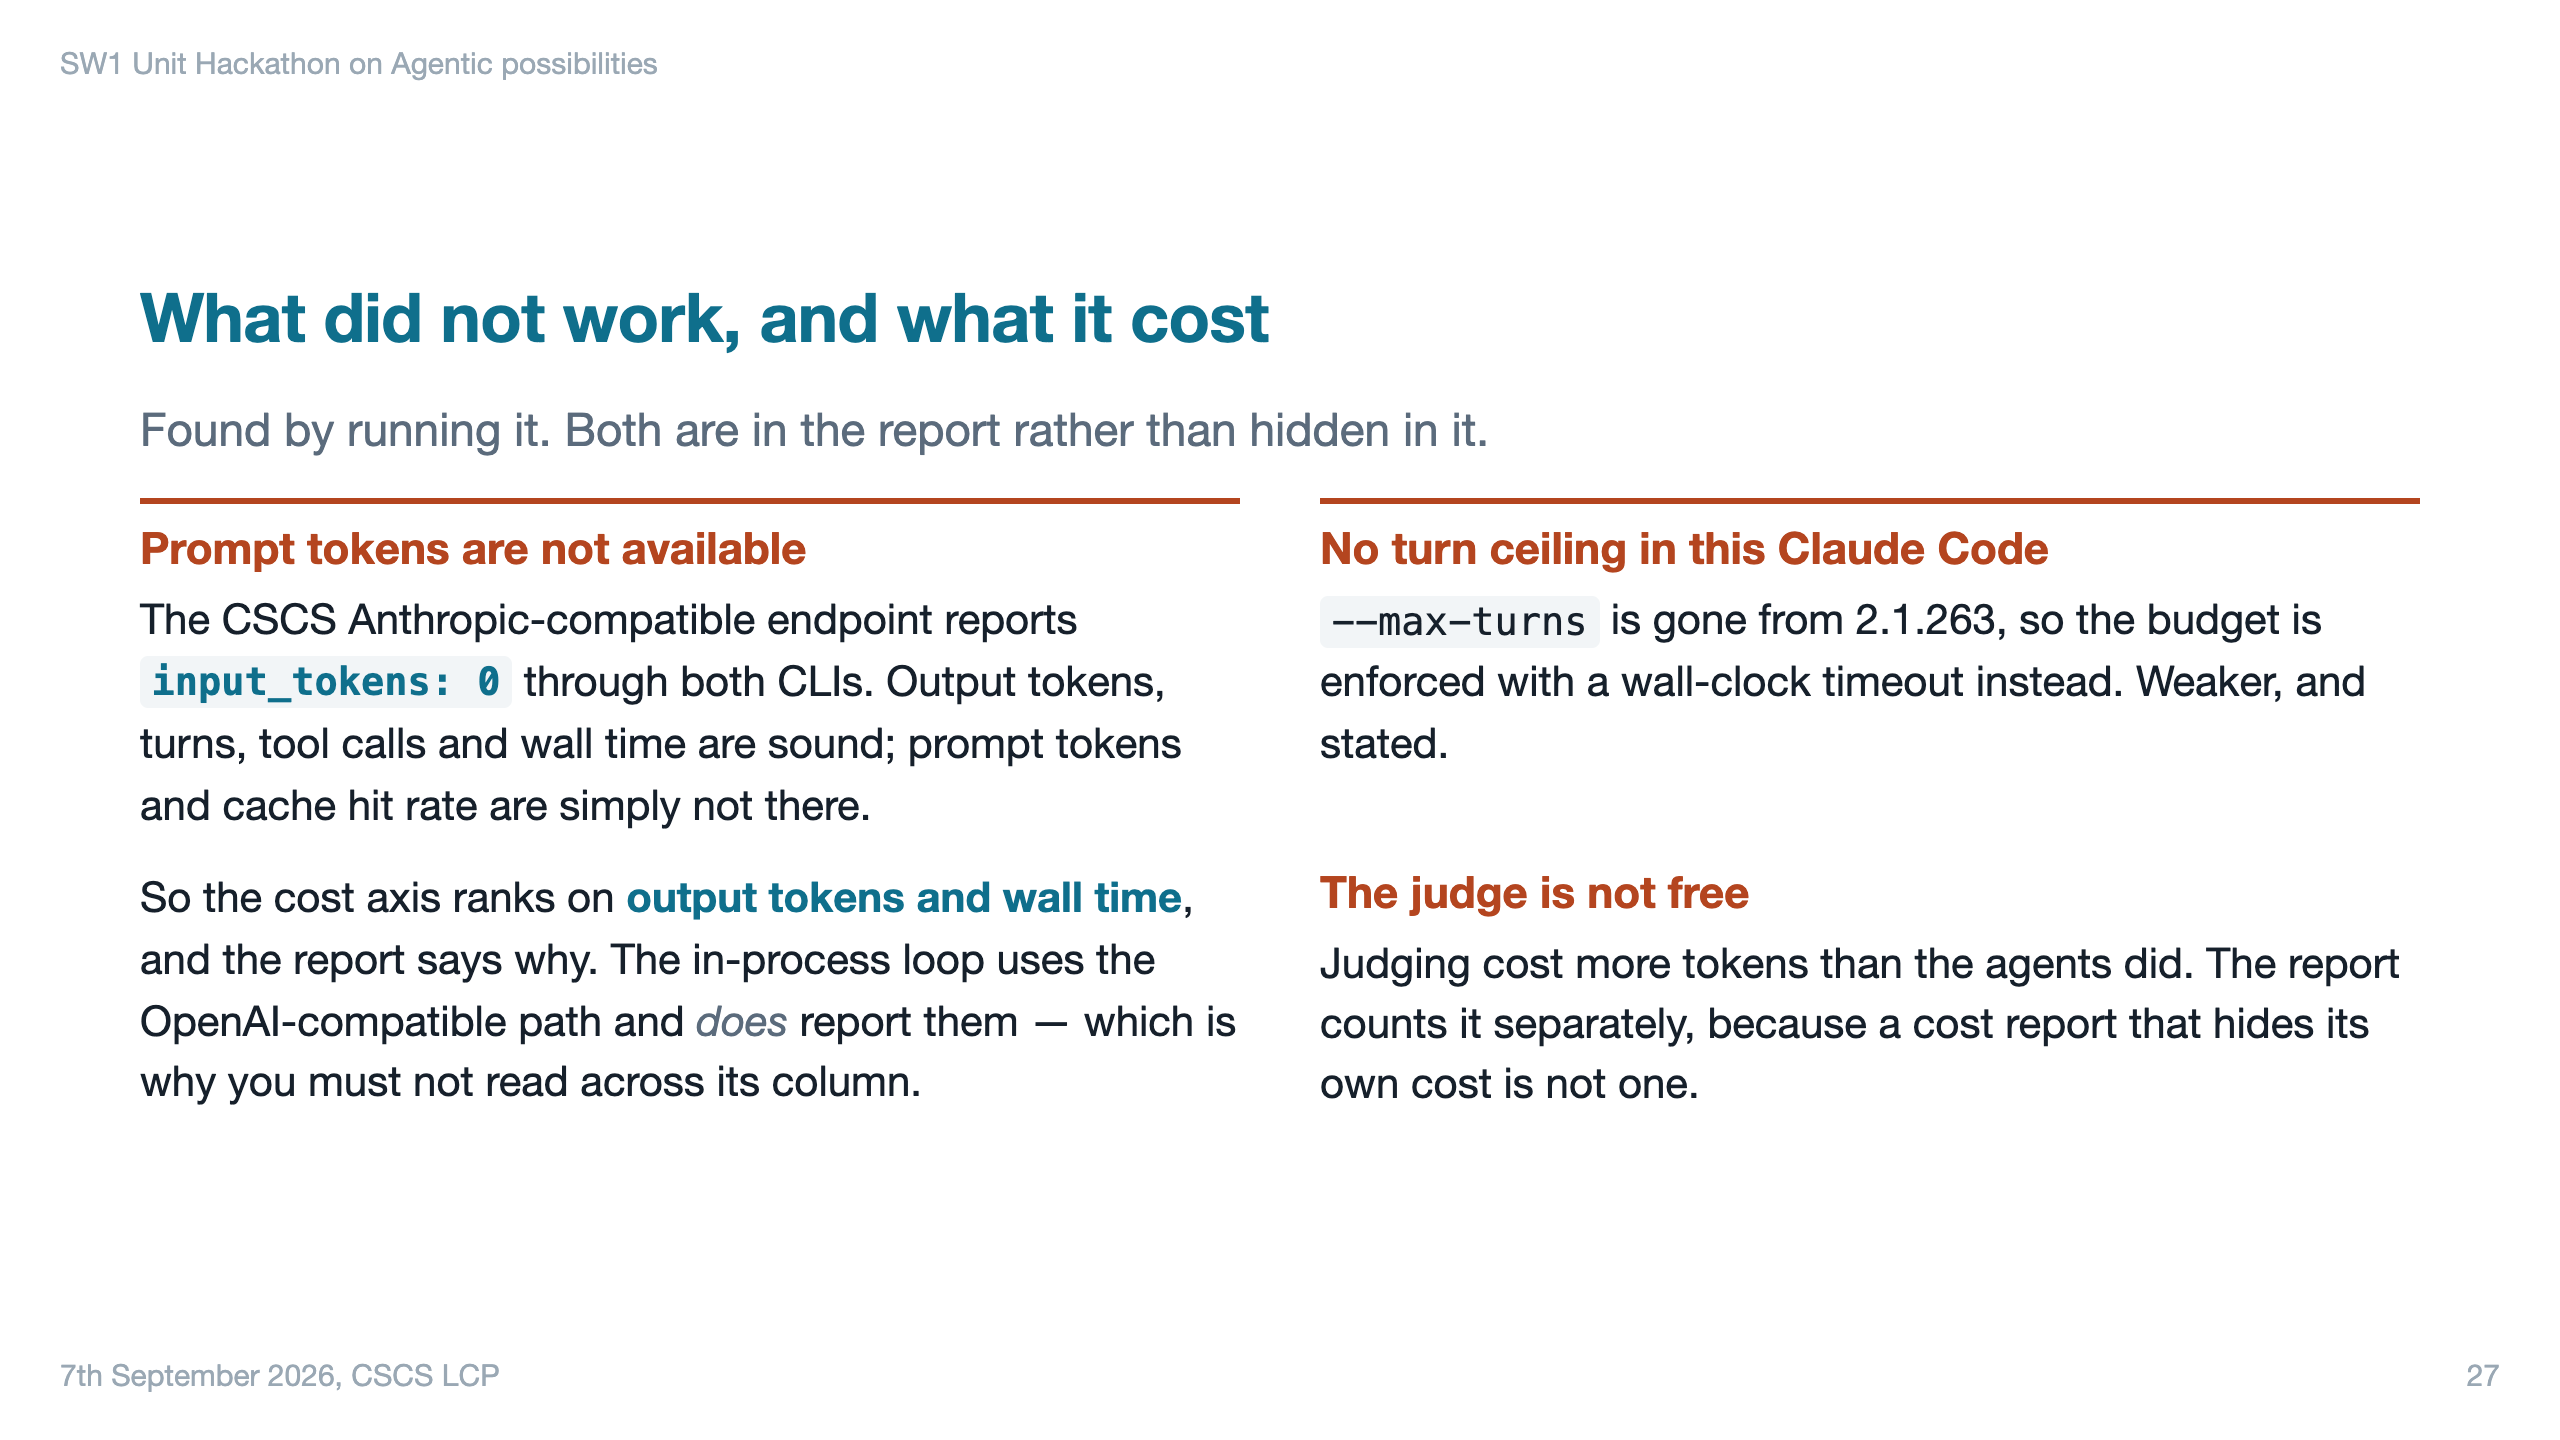 SW1 Unit Hackathon on Agentic possibilities
What did not work, and what it cost
Found by running it. Both are in the report rather than hidden in it.
Prompt tokens are not available
The CSCS Anthropic-compatible endpoint reports
input_tokens: 0 through both CLIs. Output tokens,
turns, tool calls and wall time are sound; prompt tokens
and cache hit rate are simply not there.
So the cost axis ranks on output tokens and wall time,
and the report says why. The in-process loop uses the
OpenAI-compatible path and does report them — which is
why you must not read across its column.
No turn ceiling in this Claude Code
--max-turns is gone from 2.1.263, so the budget is
enforced with a wall-clock timeout instead. Weaker, and
stated.
The judge is not free
Judging cost more tokens than the agents did. The report
counts it separately, because a cost report that hides its
own cost is not one.
7th September 2026, CSCS LCP
27